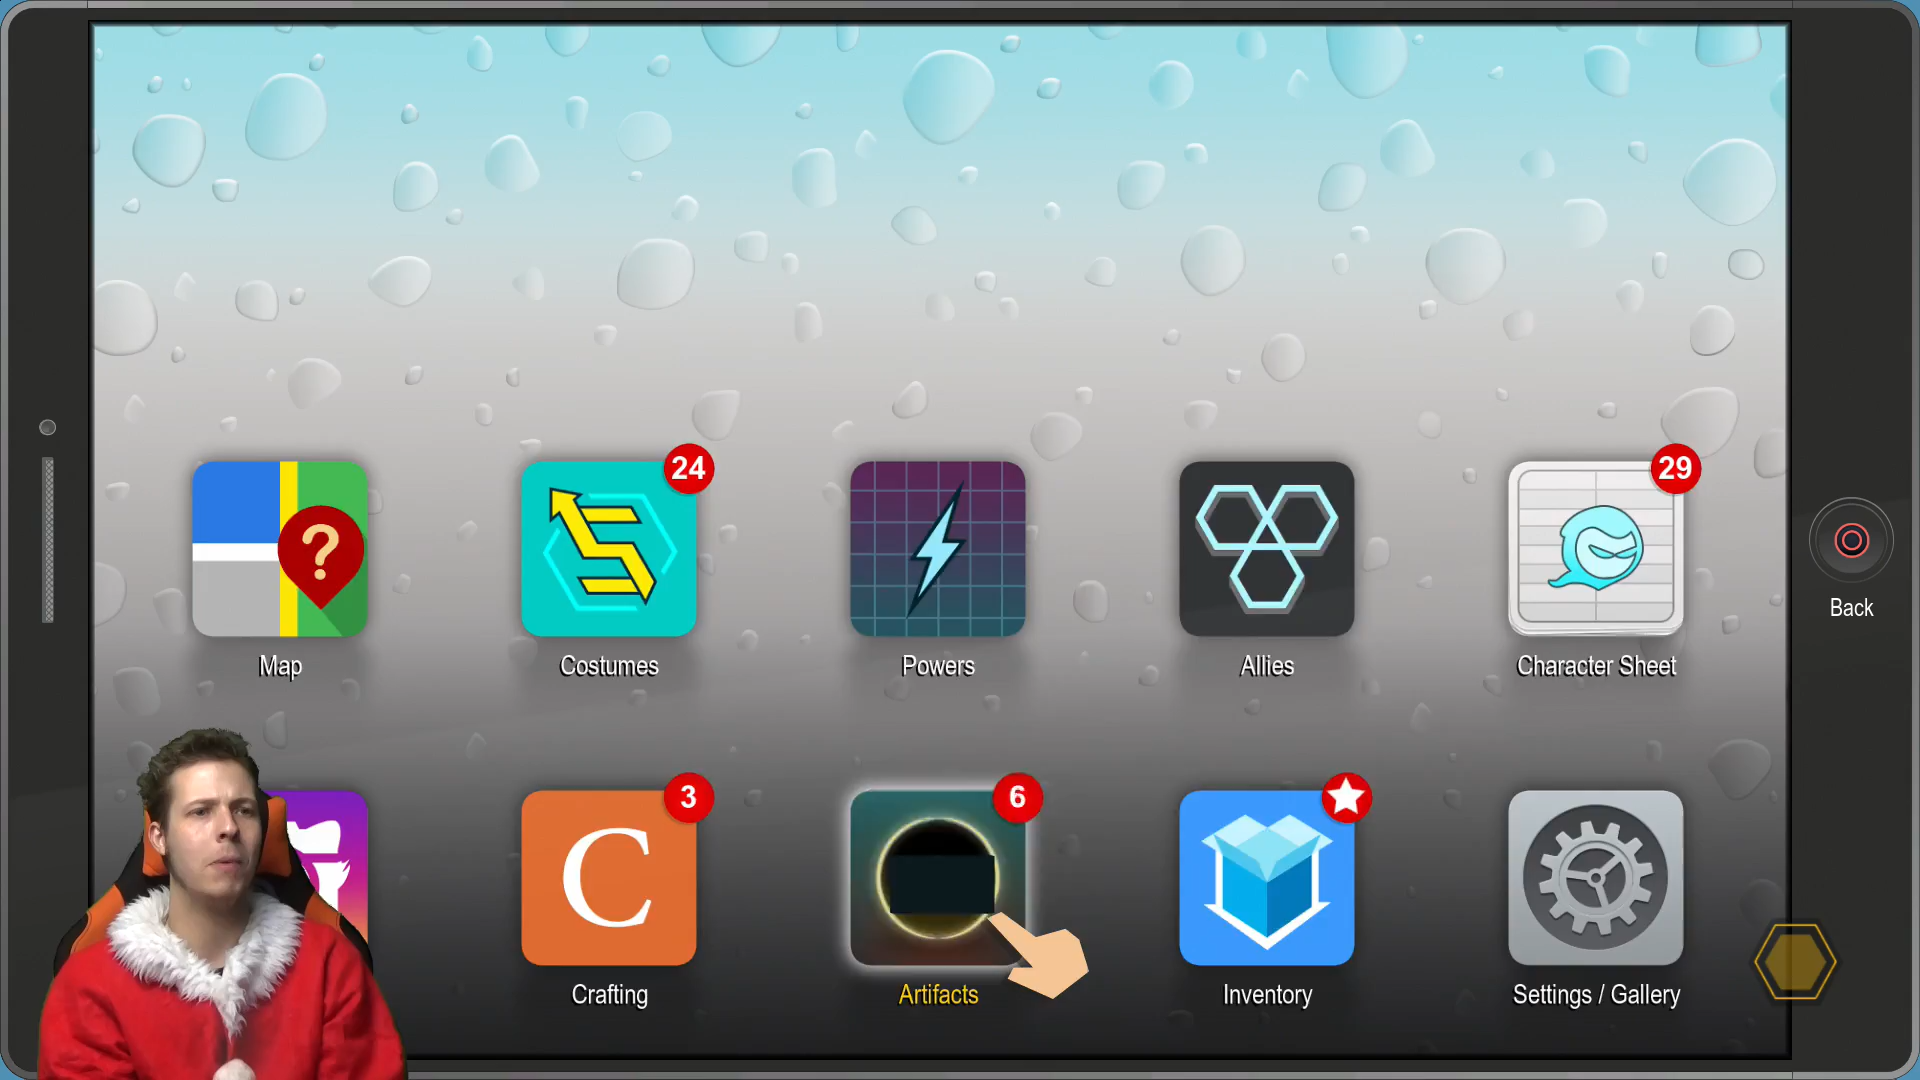 24
29
?
Map
Costumes
Powers
Allies
Character Sheet
Back
3
6
C
Crafting
Artifacts
Inventory
Settings / Gallery